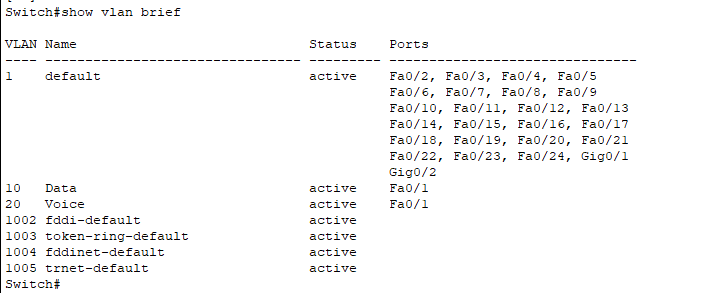 Switch#show vlan brief
VLAN Name                             Status    Ports
---- -------------------------------- --------- -------------------------------
1    default                          active    Fa0/2, Fa0/3, Fa0/4, Fa0/5
                                                Fa0/6, Fa0/7, Fa0/8, Fa0/9
                                                Fa0/10, Fa0/11, Fa0/12, Fa0/13
                                                Fa0/14, Fa0/15, Fa0/16, Fa0/17
                                                Fa0/18, Fa0/19, Fa0/20, Fa0/21
                                                Fa0/22, Fa0/23, Fa0/24, Gig0/1
                                                Gig0/2
10   Data                             active    Fa0/1
20   Voice                            active    Fa0/1
1002 fddi-default                     active
1003 token-ring-default               active
1004 fddinet-default                  active
1005 trnet-default                    active
Switch#